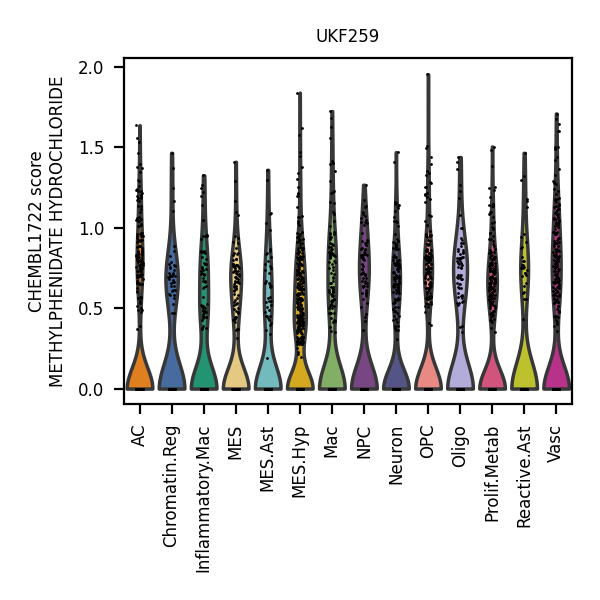 UKF259
CHEMBL1722 score
METHYLPHENIDATE HYDROCHLORIDE
2.0
1.5
1.0
0.5
0.0
AC
Chromatin.Reg
Inflammatory.Mac
MES
MES.Ast
MES.Hyp
Mac
NPC
Neuron
OPC
Oligo
Prolif.Metab
Reactive.Ast
Vasc